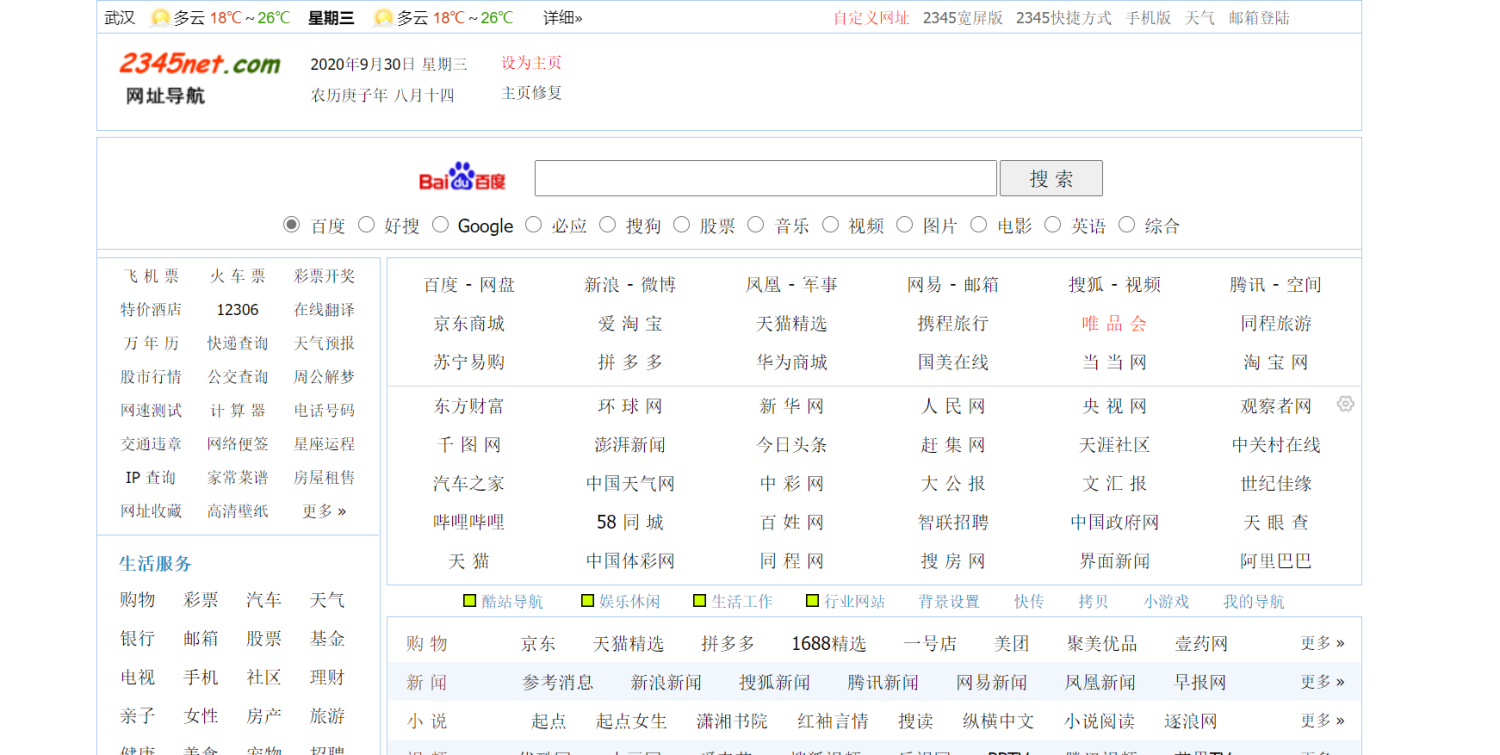 武汉 多云 18℃ ~ 26℃ 星期三 多云 18℃ ~ 26℃ 详细» 自定义网址 2345宽屏版 2345快捷方式 手机版 天气 邮箱登陆
2345net.com
网址导航
2020年9月30日 星期三 设为主页
农历庚子年 八月十四 主页修复
Baidu百度 搜 索
百度 好搜 Google 必应 搜狗 股票 音乐 视频 图片 电影 英语 综合
飞 机 票 火 车 票 彩票开奖
特价酒店 12306 在线翻译
万 年 历 快递查询 天气预报
股市行情 公交查询 周公解梦
网速测试 计 算 器 电话号码
交通违章 网络便签 星座运程
IP 查询 家常菜谱 房屋租售
网址收藏 高清壁纸 更多 »
生活服务
购物 彩票 汽车 天气
银行 邮箱 股票 基金
电视 手机 社区 理财
亲子 女性 房产 旅游
健康 美食 宠物 招聘
百度 - 网盘 新浪 - 微博 凤凰 - 军事 网易 - 邮箱 搜狐 - 视频 腾讯 - 空间
京东商城 爱 淘 宝 天猫精选 携程旅行 唯 品 会 同程旅游
苏宁易购 拼 多 多 华为商城 国美在线 当 当 网 淘 宝 网
东方财富 环 球 网 新 华 网 人 民 网 央 视 网 观察者网
千 图 网 澎湃新闻 今日头条 赶 集 网 天涯社区 中关村在线
汽车之家 中国天气网 中 彩 网 大 公 报 文 汇 报 世纪佳缘
哔哩哔哩 58 同 城 百 姓 网 智联招聘 中国政府网 天 眼 查
天 猫 中国体彩网 同 程 网 搜 房 网 界面新闻 阿里巴巴
酷站导航 娱乐休闲 生活工作 行业网站 背景设置 快传 拷贝 小游戏 我的导航
购 物 京东 天猫精选 拼多多 1688精选 一号店 美团 聚美优品 壹药网 更多 »
新 闻 参考消息 新浪新闻 搜狐新闻 腾讯新闻 网易新闻 凤凰新闻 早报网 更多 »
小 说 起点 起点女生 潇湘书院 红袖言情 搜读 纵横中文 小说阅读 逐浪网 更多 »